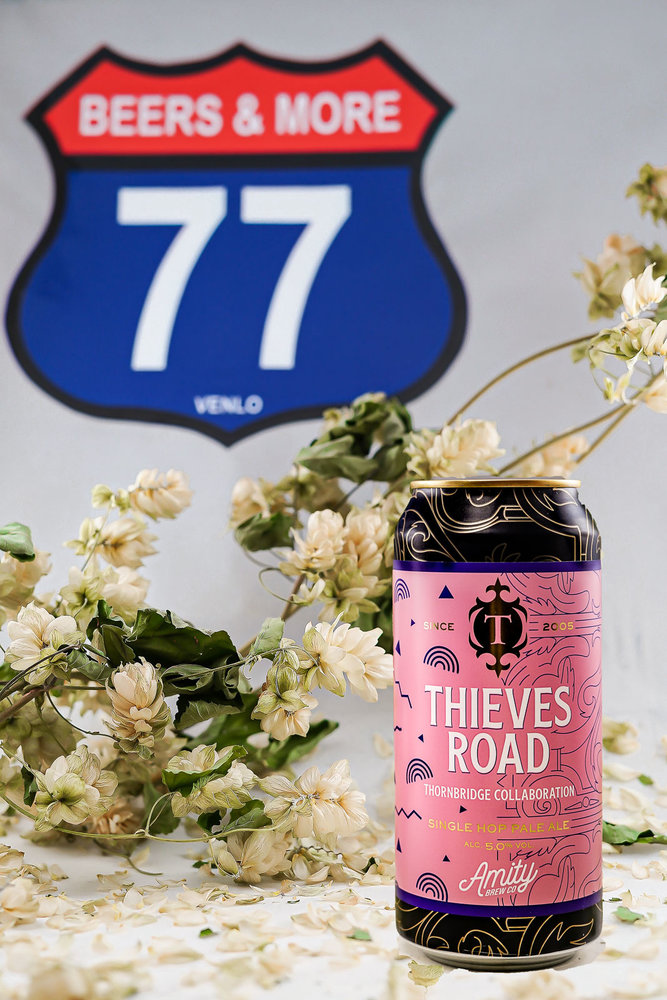 BEERS & MORE
77
VENLO
SINCE T 2005
THIEVES
ROAD
THORNBRIDGE COLLABORATION
SINGLE HOP PALE ALE
ALC 5,0% VOL
Amity
BREW CO